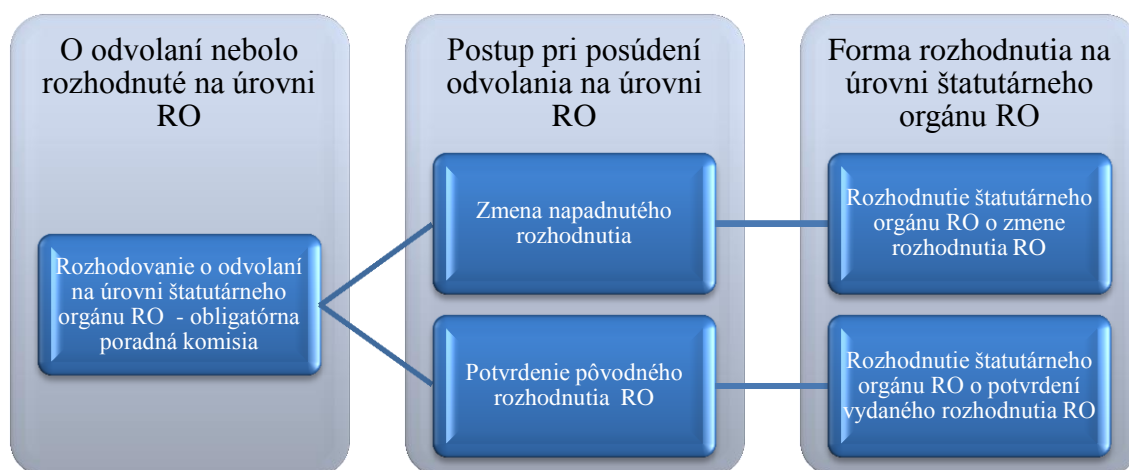 O odvolaní nebolo
rozhodnuté na úrovni
RO
Rozhodovanie o odvolaní
na úrovni štatutárneho
orgánu RO  - obligatórna
poradná komisia
Postup pri posúdení
odvolania na úrovni
RO
Zmena napadnutého
rozhodnutia
Potvrdenie pôvodného
rozhodnutia  RO
Forma rozhodnutia na
úrovni štatutárneho
orgánu RO
Rozhodnutie štatutárneho
orgánu RO o zmene
rozhodnutia RO
Rozhodnutie štatutárneho
orgánu RO o potvrdení
vydaného rozhodnutia RO